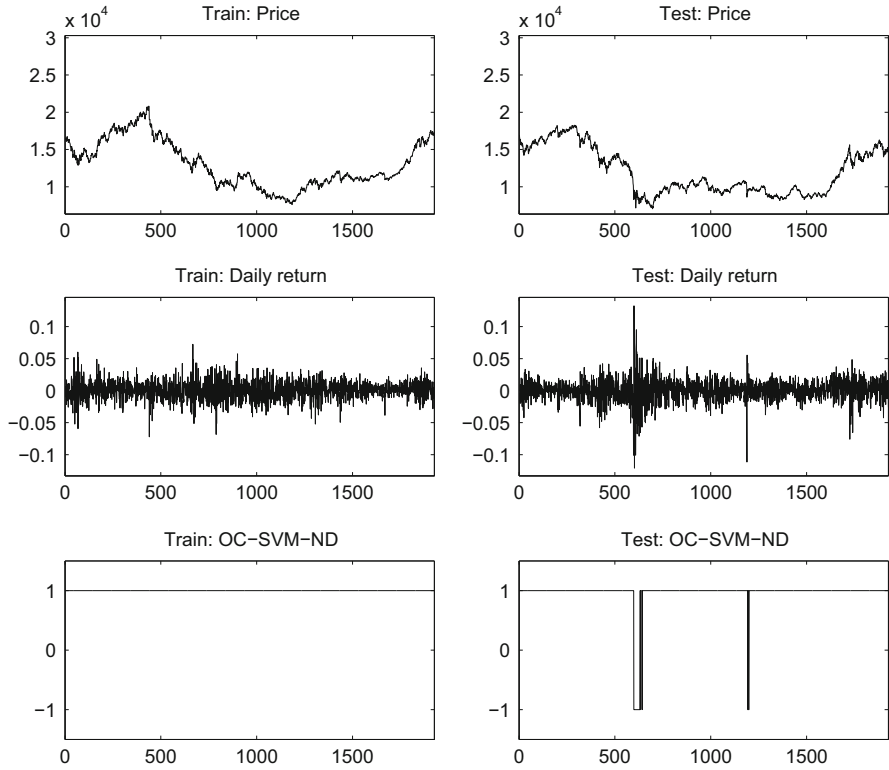 Train: Price
x 10^4
3
2.5
2
1.5
1
0 500 1000 1500
Test: Price
x 10^4
3
2.5
2
1.5
1
0 500 1000 1500
Train: Daily return
0.1
0.05
0
−0.05
−0.1
0 500 1000 1500
Test: Daily return
0.1
0.05
0
−0.05
−0.1
0 500 1000 1500
Train: OC−SVM−ND
1
0
−1
0 500 1000 1500
Test: OC−SVM−ND
1
0
−1
0 500 1000 1500